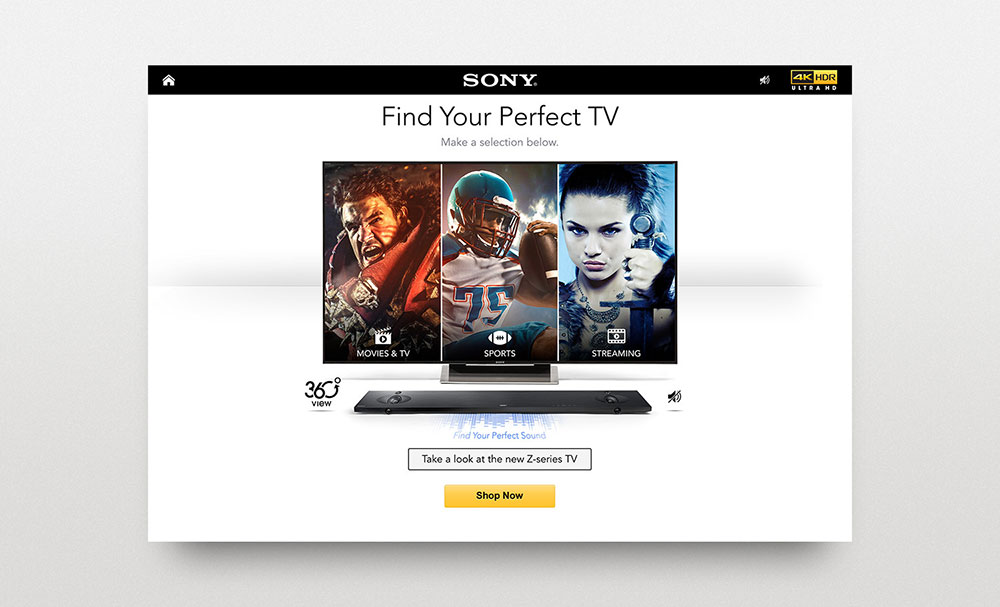 SONY
4K HDR
ULTRA HD
Find Your Perfect TV
Make a selection below.
75
MOVIES & TV
SPORTS
STREAMING
360°
VIEW
Find Your Perfect Sound.
Take a look at the new Z-series TV
Shop Now